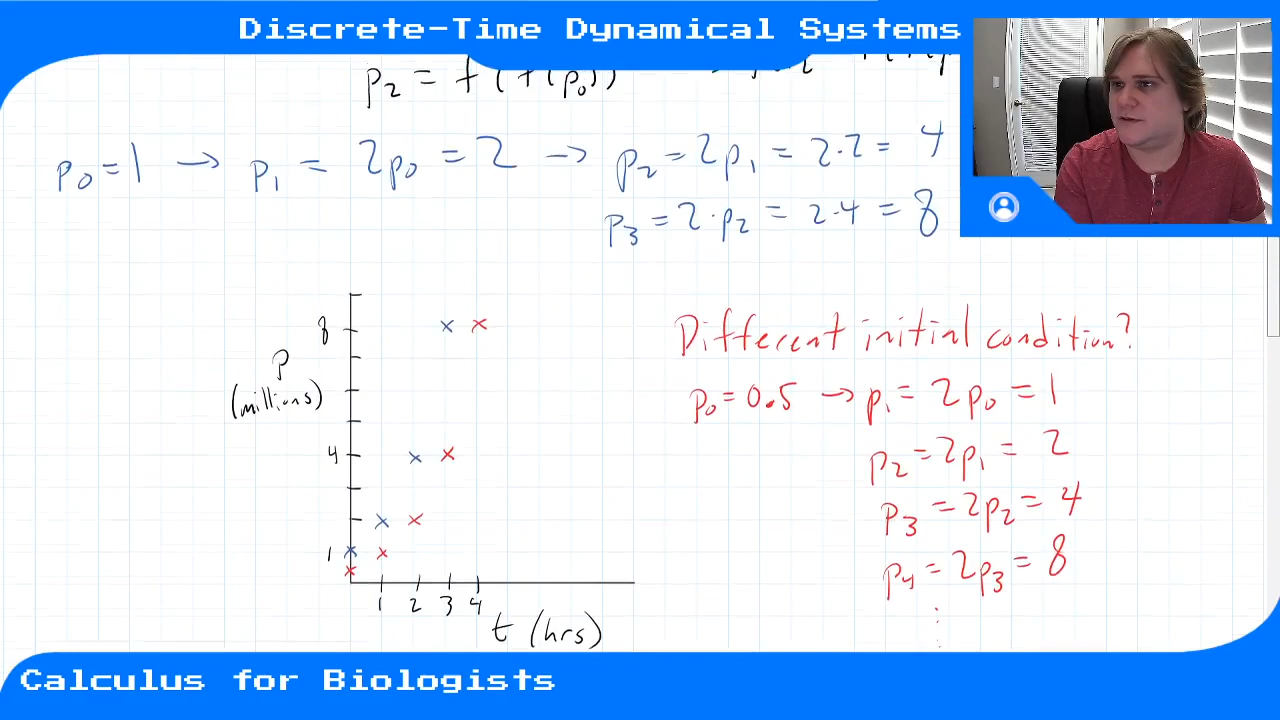 Discrete-Time Dynamical Systems
p₂ = f(f(p₀))
p₀=1 → p₁ = 2p₀ = 2 → p₂ = 2p₁ = 2·2 = 4
p₃ = 2·p₂ = 2·4 = 8
8
p
(millions)
4
1
1 2 3 4
t (hrs)
Different initial condition?
p₀ = 0.5 → p₁ = 2p₀ = 1
p₂ = 2p₁ = 2
p₃ = 2p₂ = 4
p₄ = 2p₃ = 8
⋮
Calculus for Biologists